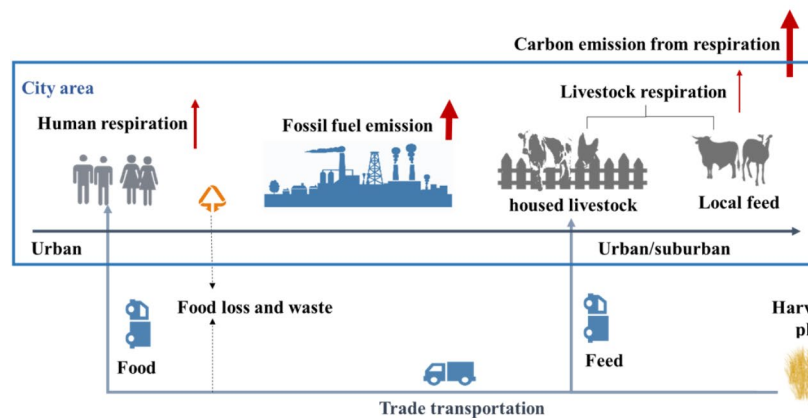 Carbon emission from respiration
City area
Livestock respiration
Human respiration
Fossil fuel emission
housed livestock
Local feed
Urban
Urban/suburban
Food loss and waste
Food
Feed
Trade transportation